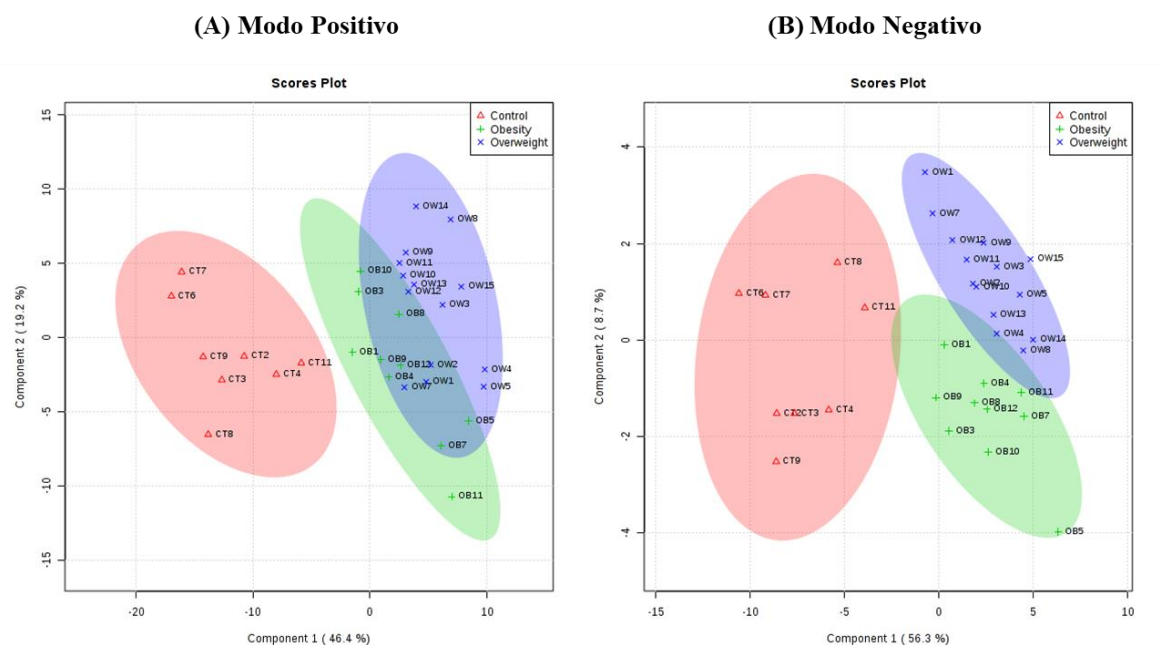 (A) Modo Positivo
Scores Plot
Control
Obesity
Overweight
15
10
5
0
-5
-10
-15
Component 2 ( 19.2 %)
OW14
OW8
OW9
OW11
OW10
OW13
OW12
OW15
OW3
OB10
OB3
OB8
OB1
OB9
OB12
OB4
OW2
OW1
OW7
OW4
OW5
OB5
OB7
OB11
CT7
CT6
CT9
CT2
CT11
CT3
CT4
CT8
-20
-10
0
10
Component 1 ( 46.4 %)
(B) Modo Negativo
Scores Plot
Control
Obesity
Overweight
4
2
0
-2
-4
Component 2 ( 8.7 %)
OW1
OW7
OW12
OW9
OW11
OW15
OW3
OW2
OW10
OW5
OW13
OW4
OW14
OW8
CT8
CT6
CT7
CT11
CT2
CT3
CT4
CT9
OB1
OB4
OB11
OB9
OB8
OB12
OB7
OB3
OB10
OB5
-15
-10
-5
0
5
10
Component 1 ( 56.3 %)